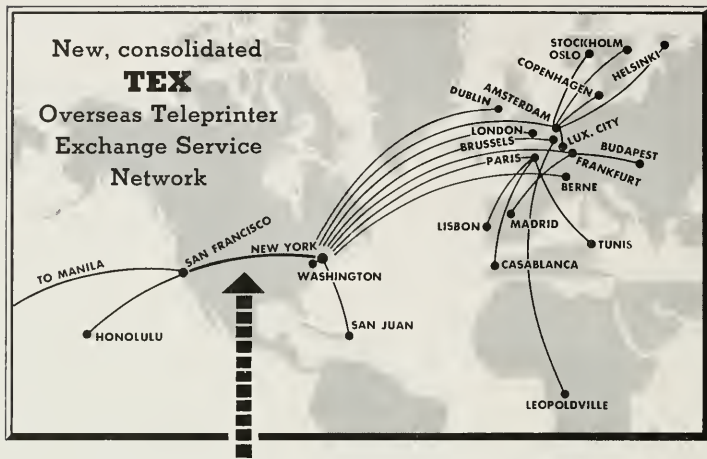 New, consolidated
TEX
Overseas Teleprinter
Exchange Service
Network
STOCKHOLM
OSLO
HELSINKI
COPENHAGEN
AMSTERDAM
DUBLIN
LONDON
LUX. CITY
BRUSSELS
BUDAPEST
PARIS
FRANKFURT
BERNE
LISBON
MADRID
TUNIS
CASABLANCA
SAN FRANCISCO
NEW YORK
WASHINGTON
TO MANILA
HONOLULU
SAN JUAN
LEOPOLDVILLE